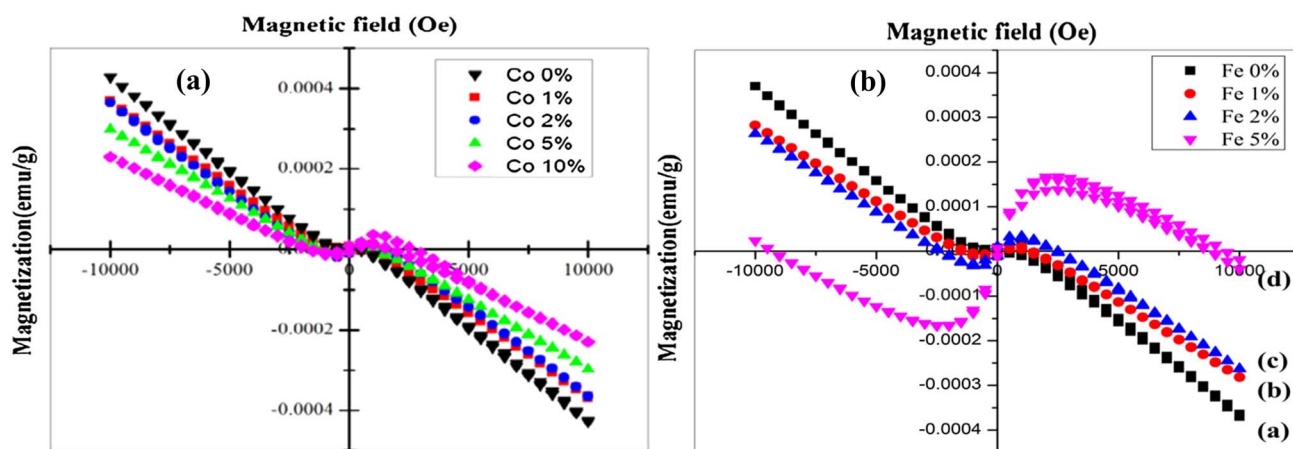 Magnetic field (Oe)
(a)
Co 0%
Co 1%
Co 2%
Co 5%
Co 10%
0.0004
0.0002
-10000
-5000
0
5000
10000
-0.0002
-0.0004
Magnetization(emu/g)
Magnetic field (Oe)
(b)
Fe 0%
Fe 1%
Fe 2%
Fe 5%
0.0004
0.0003
0.0002
0.0001
0.0000
-10000
-5000
0
5000
10000
-0.0001
-0.0002
-0.0003
-0.0004
Magnetization(emu/g)
(d)
(c)
(b)
(a)